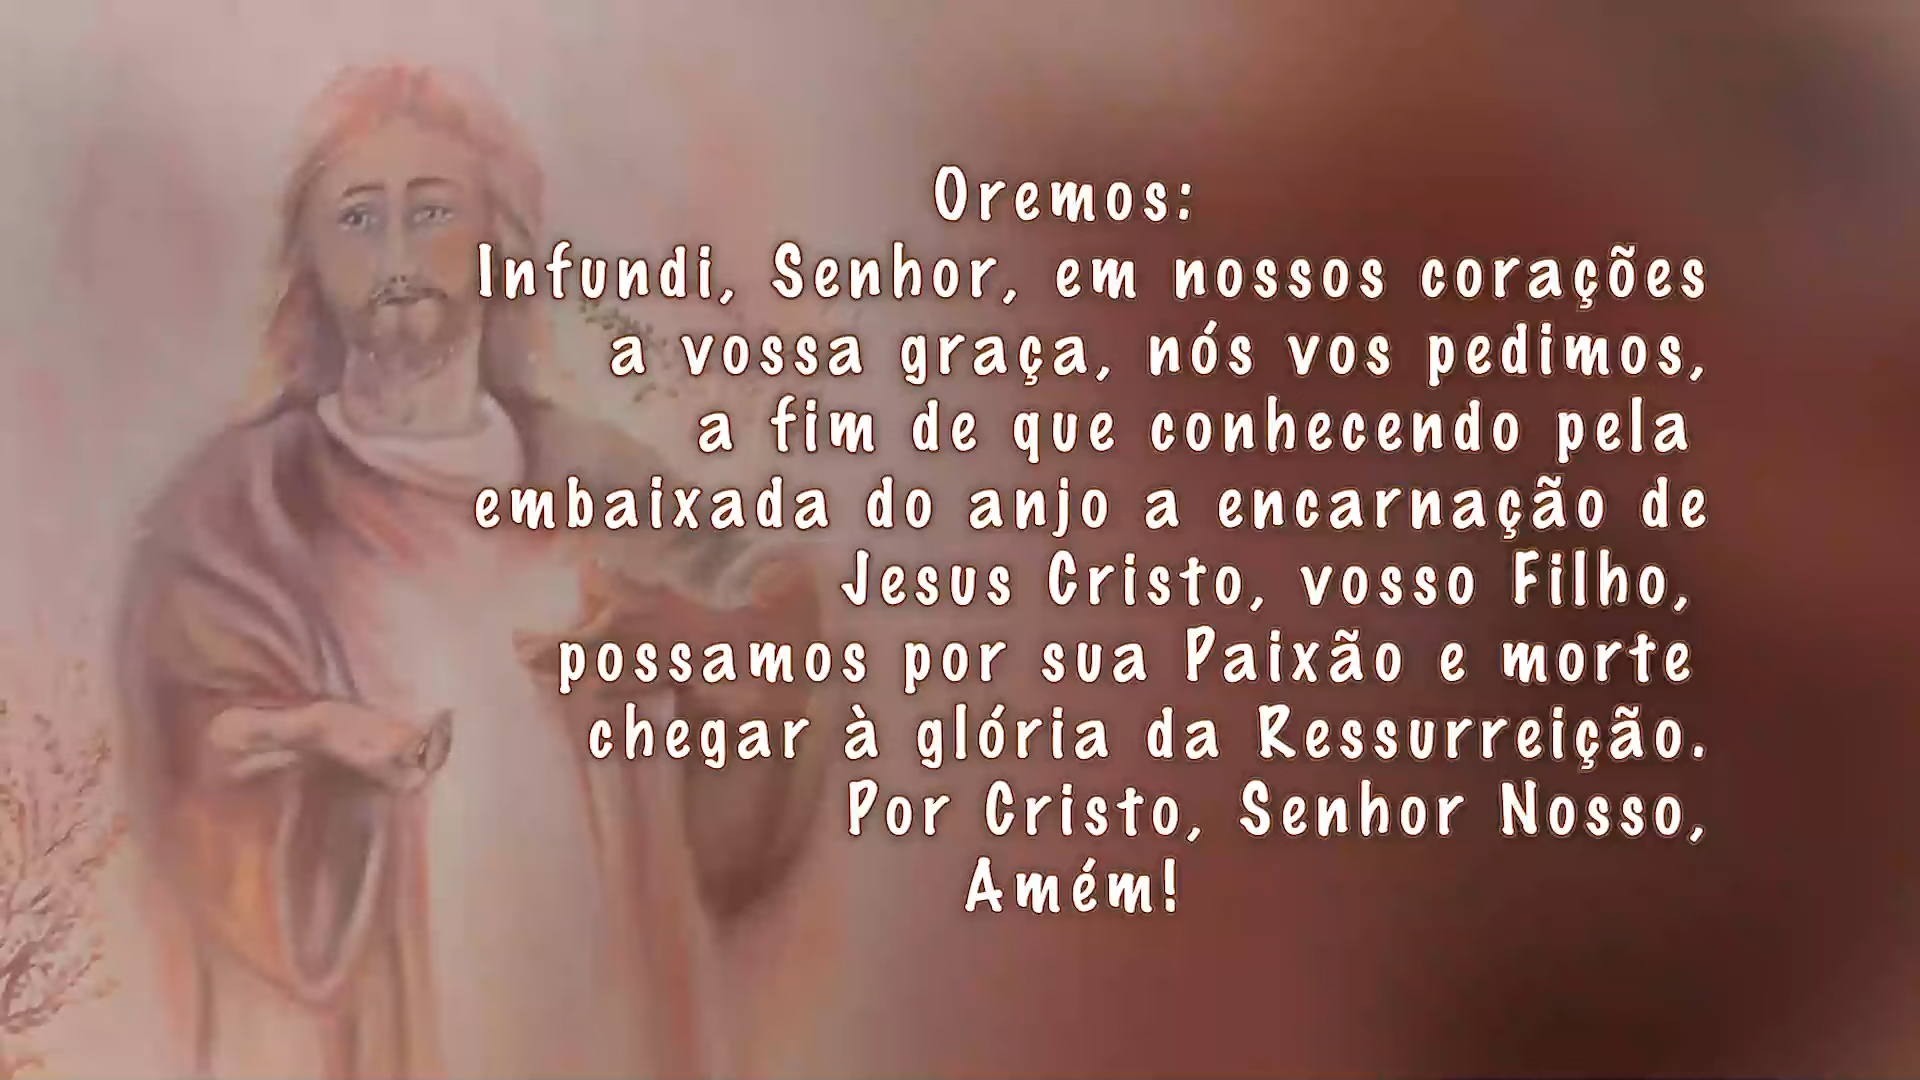 Oremos:
Infundi, Senhor, em nossos corações
a vossa graça, nós vos pedimos,
a fim de que conhecendo pela
embaixada do anjo a encarnação de
Jesus Cristo, vosso Filho,
possamos por sua Paixão e morte
chegar à glória da Ressurreição.
Por Cristo, Senhor Nosso,
Amém!